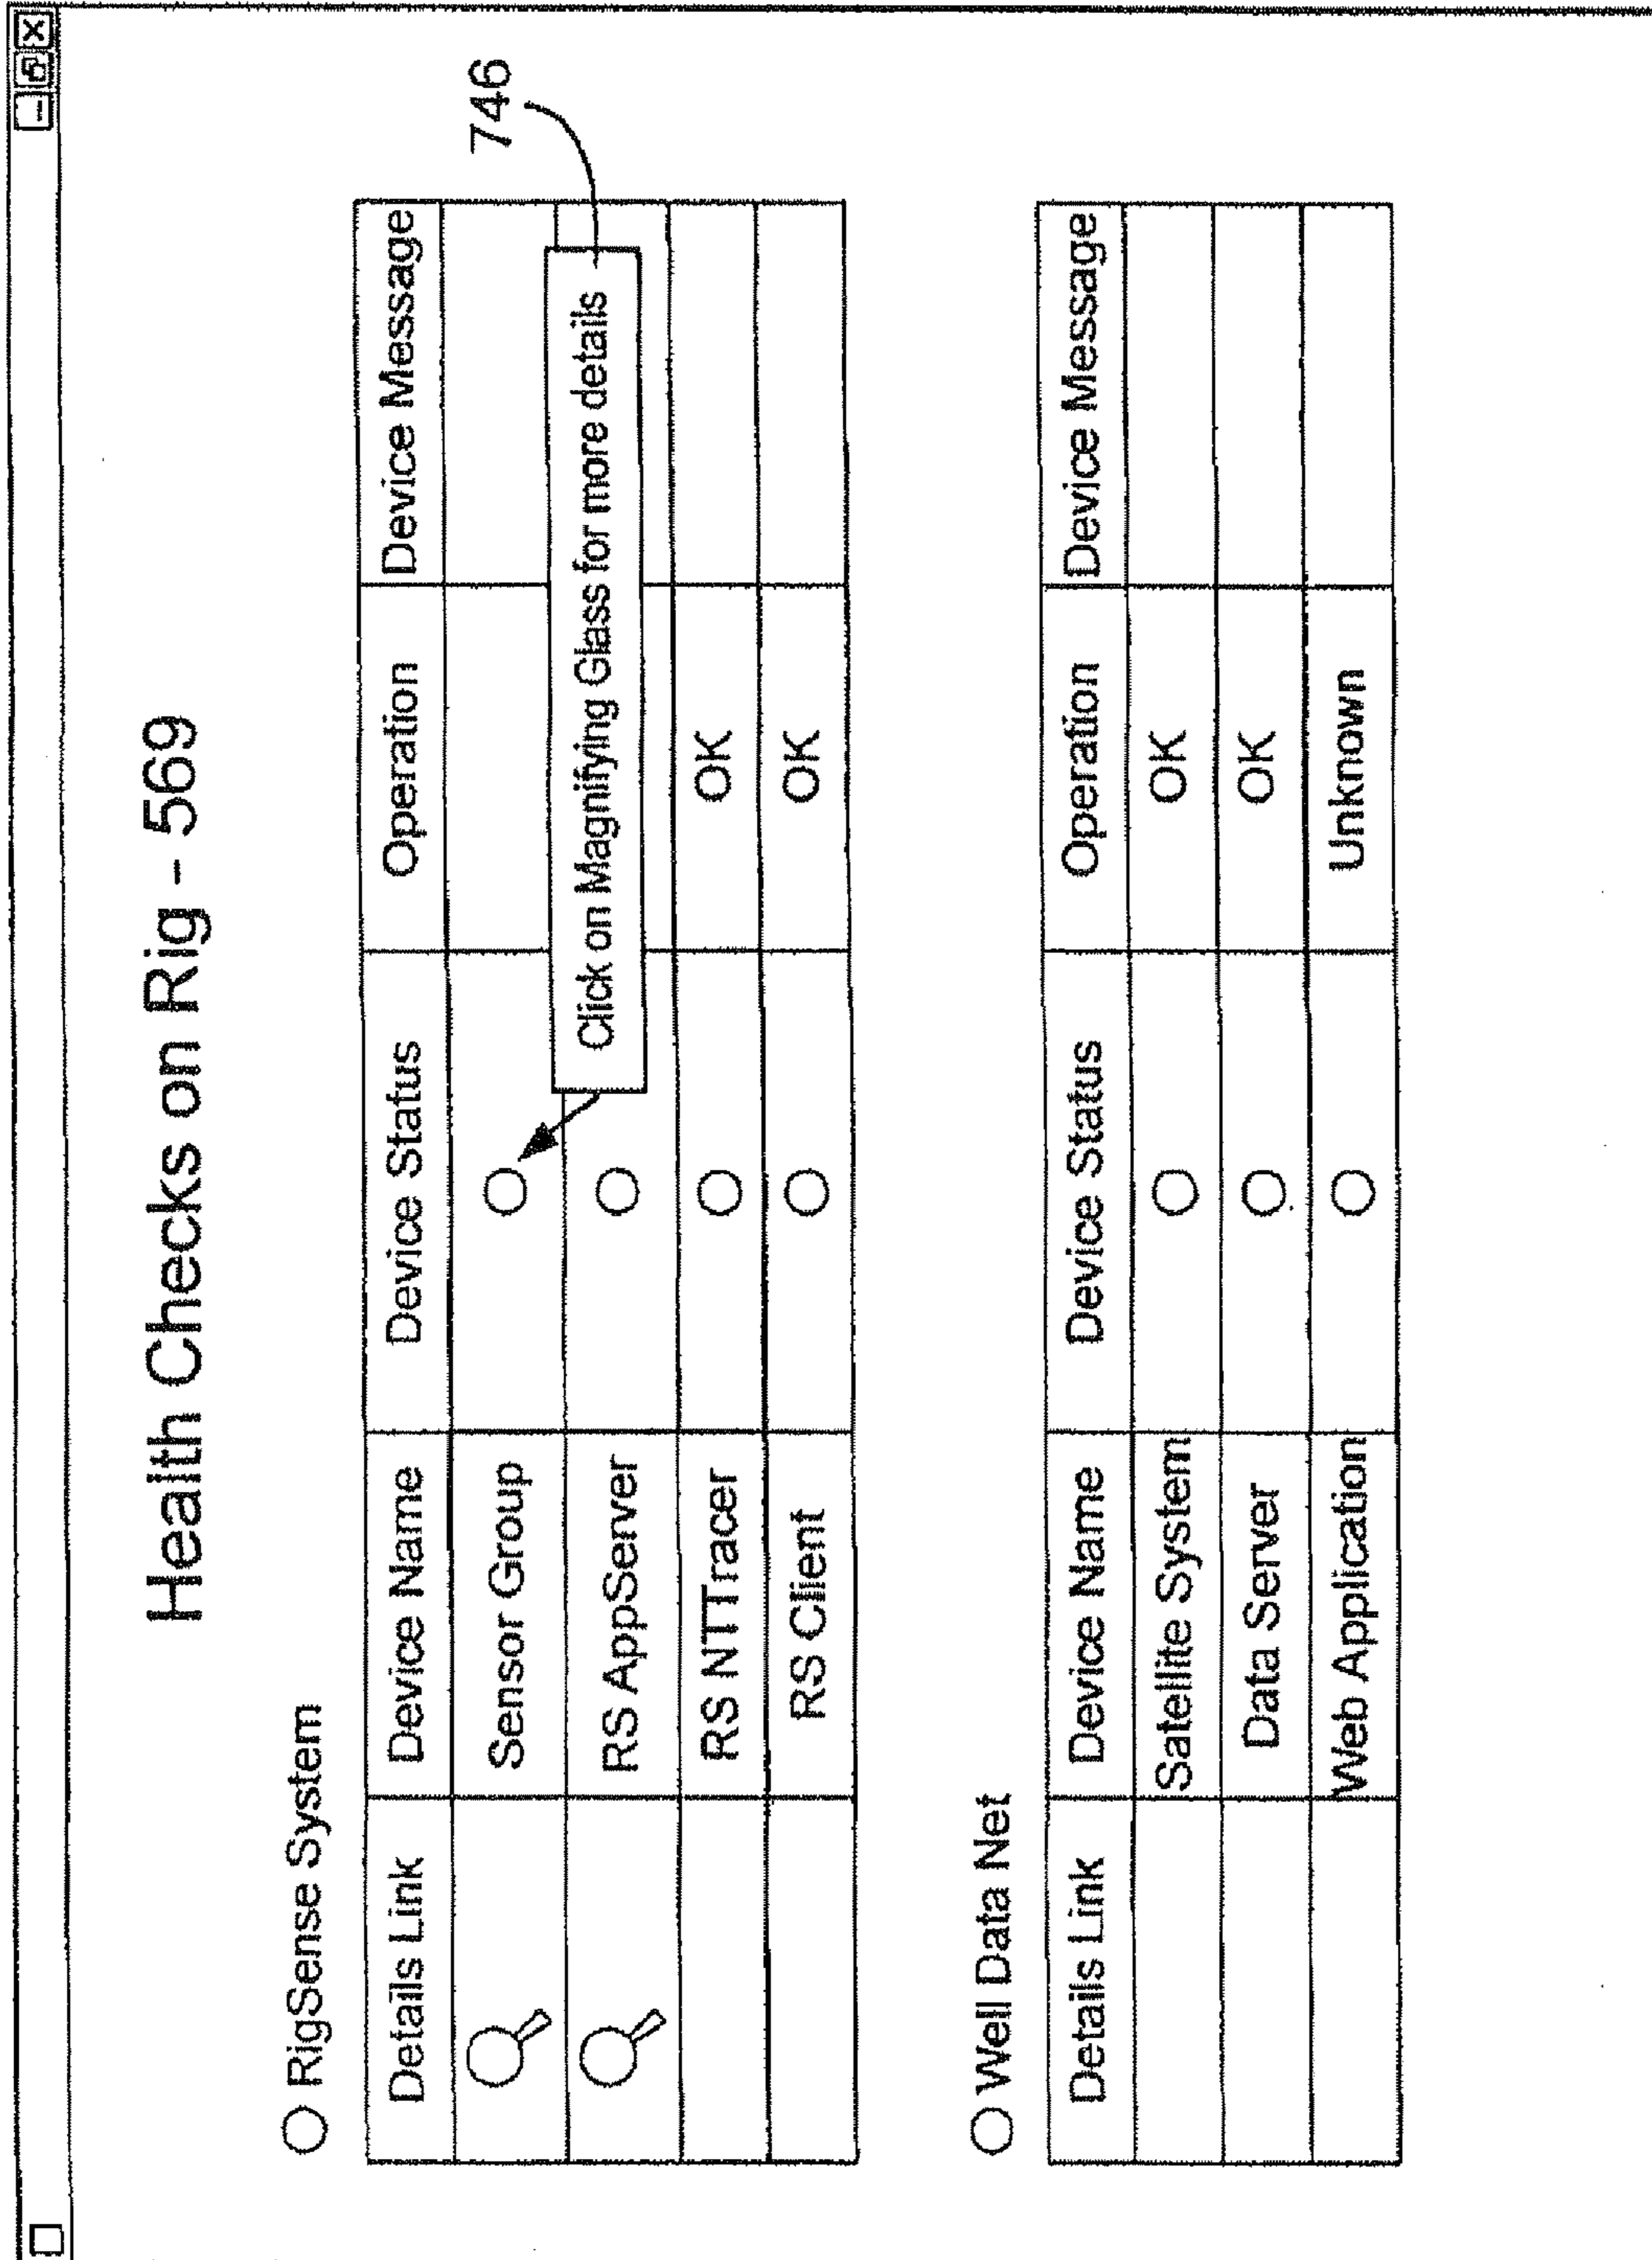 Health Checks on Rig - 569
RigSense System
Details Link Device Name Device Status Operation Device Message
Sensor Group
746
Click on Magnifying Glass for more details
RS AppServer
RS NTTracer OK
RS Client OK
Well Data Net
Details Link Device Name Device Status Operation Device Message
Satellite System OK
Data Server OK
Web Application Unknown